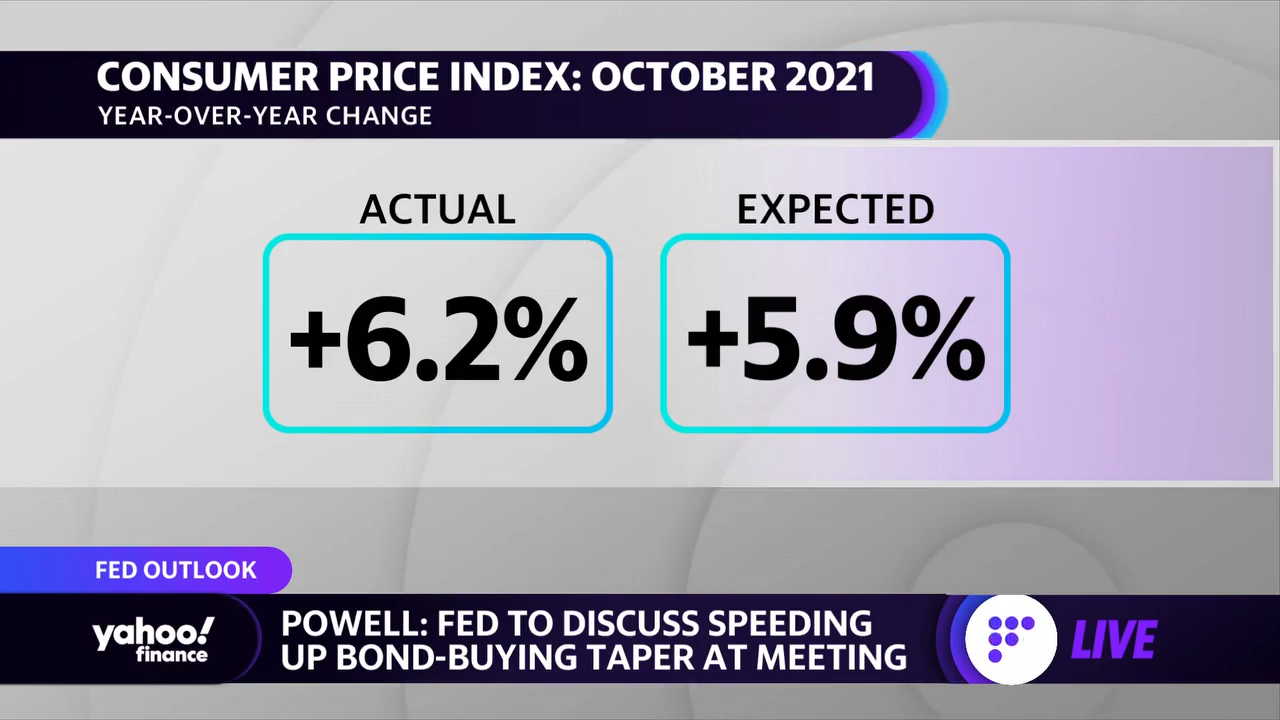 CONSUMER PRICE INDEX: OCTOBER 2021
YEAR-OVER-YEAR CHANGE
ACTUAL
EXPECTED
+6.2%
+5.9%
FED OUTLOOK
yahoo!
finance
POWELL: FED TO DISCUSS SPEEDING
UP BOND-BUYING TAPER AT MEETING
LIVE